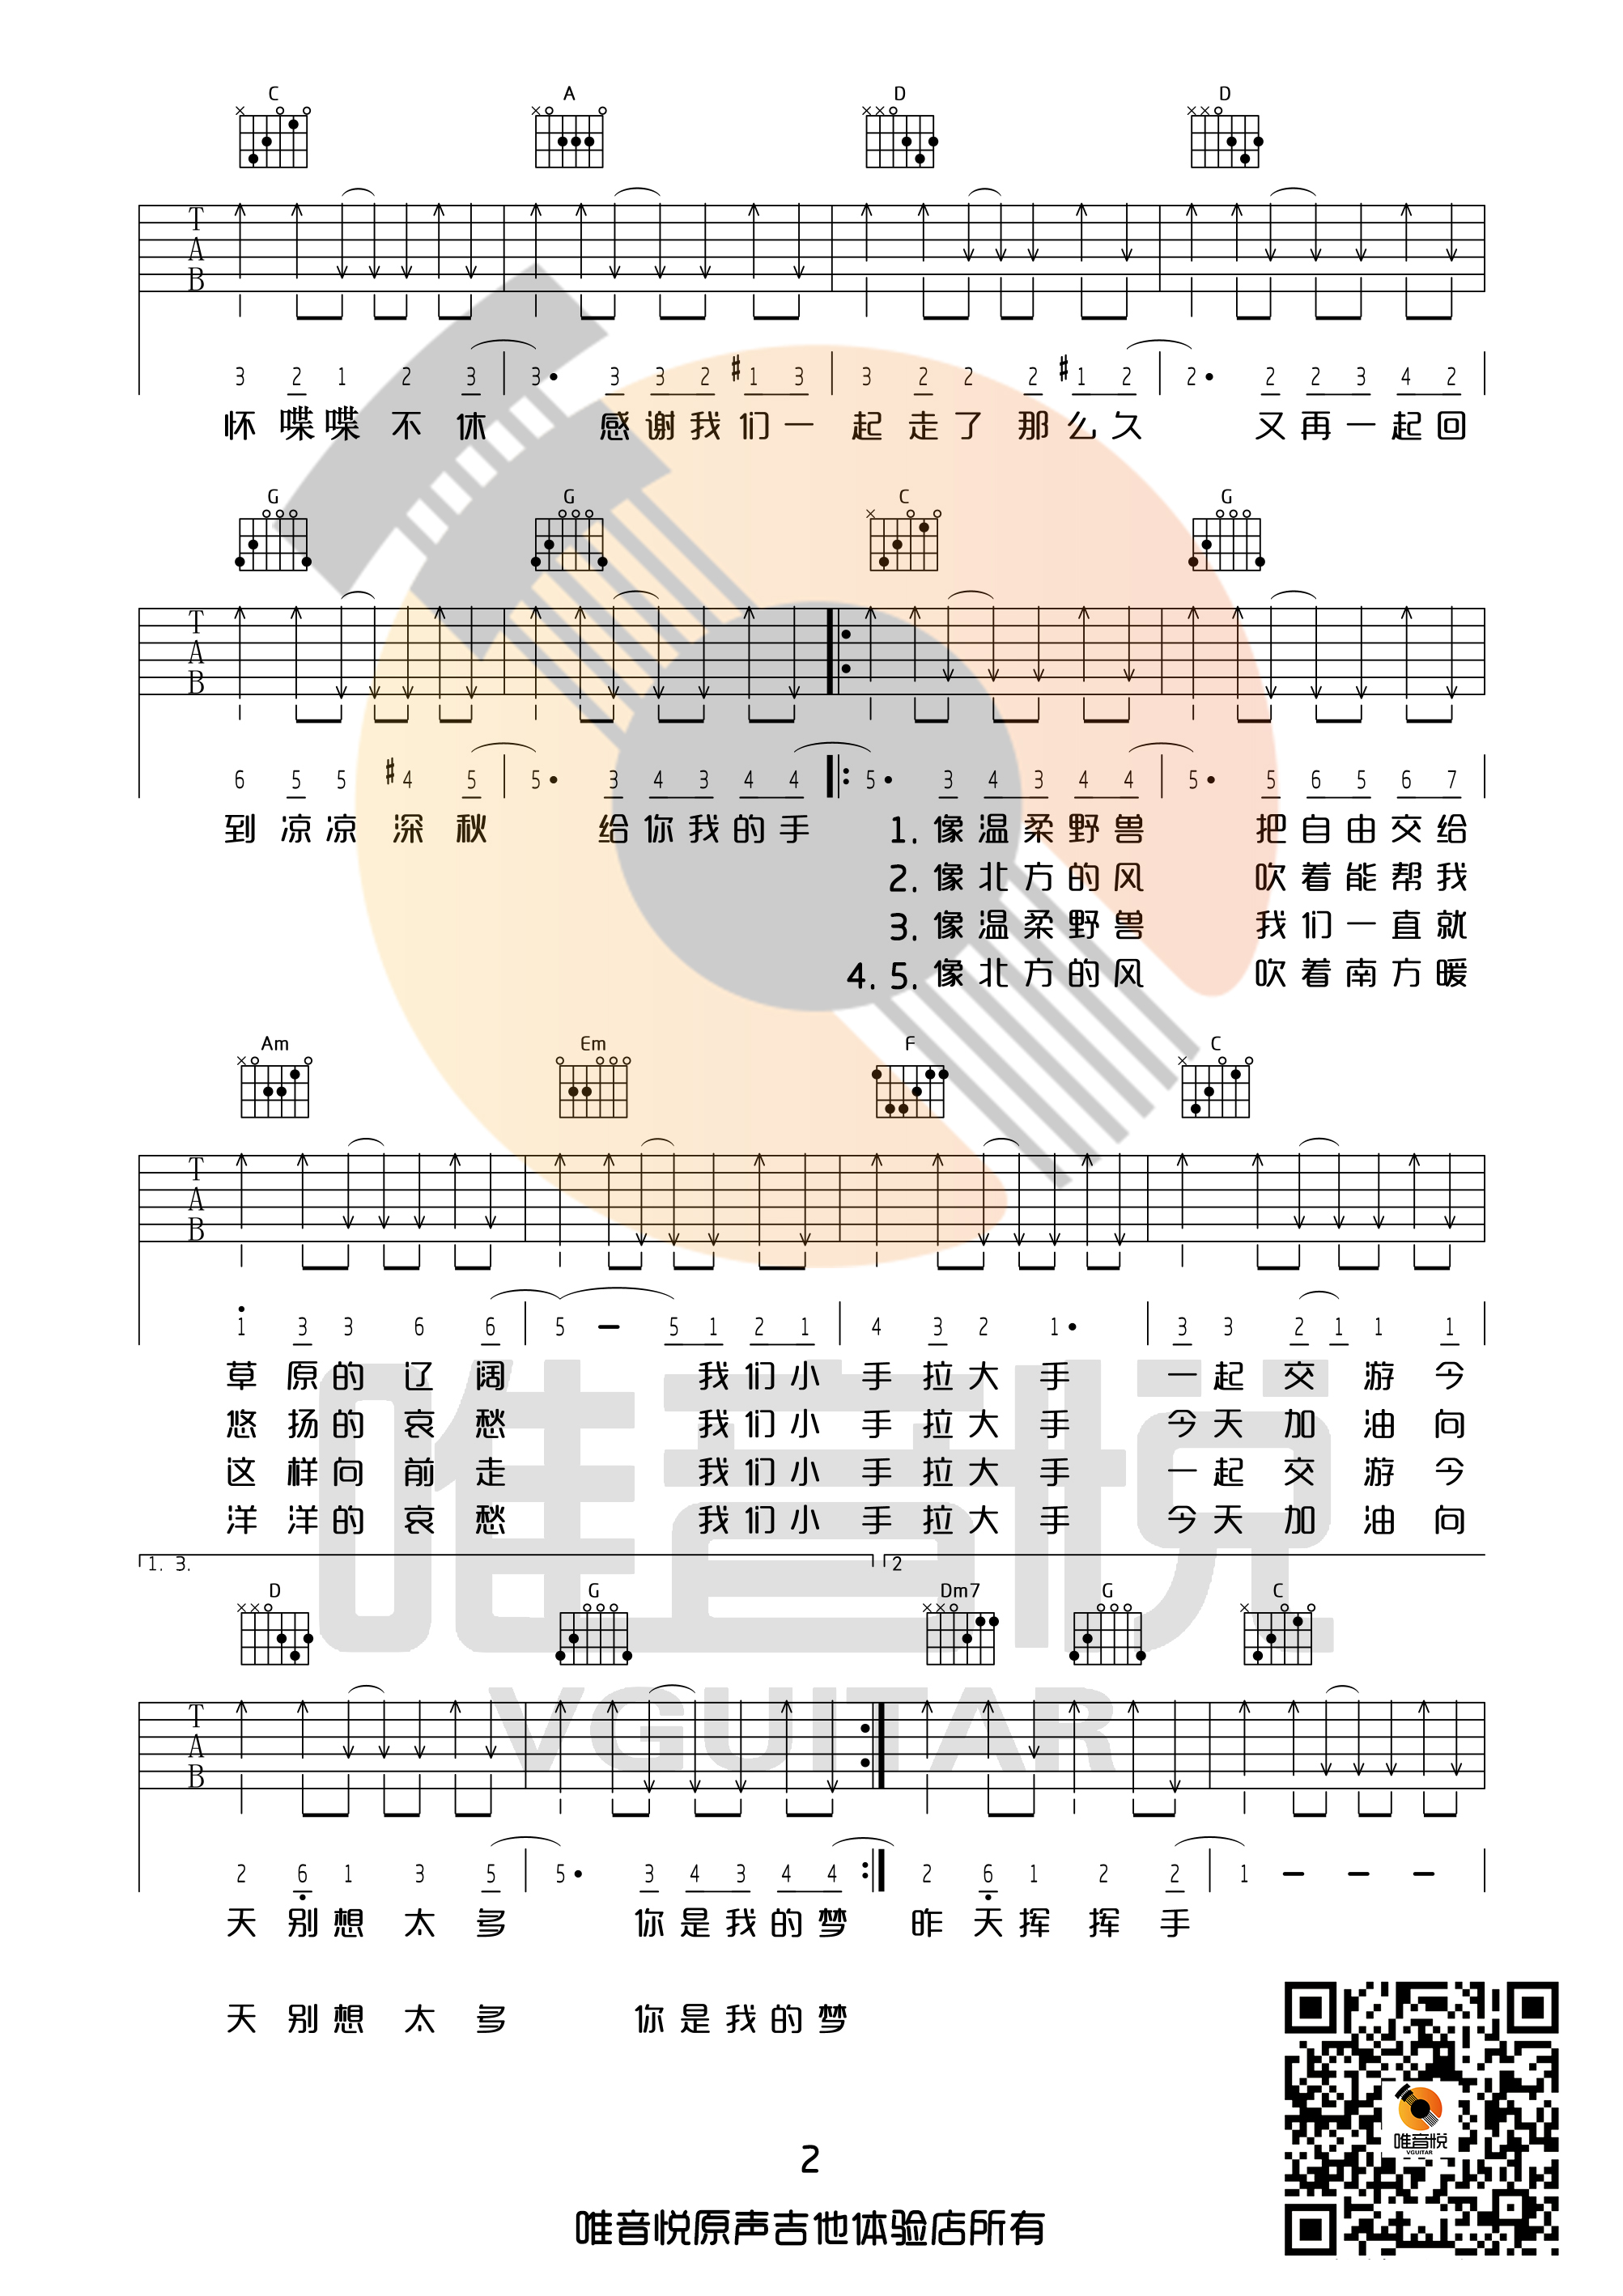 C A D D
T
A
B
3 2 1 2 3 3· 3 3 2 #1 3 3 2 2 2 #1 2 2· 2 2 3 4 2
怀 喋 喋 不 休 感 谢 我 们 一 起 走 了 那 么 久 又 再 一 起 回
G G C G
T
A
B
6 5 5 #4 5 5· 3 4 3 4 4 5· 3 4 3 4 4 5· 5 6 5 6 7
到 凉 凉 深 秋 给 你 我 的 手 1. 像 温 柔 野 兽 把 自 由 交 给
2. 像 北 方 的 风 吹 着 能 帮 我
3. 像 温 柔 野 兽 我 们 一 直 就
4. 5. 像 北 方 的 风 吹 着 南 方 暖
Am Em F C
T
A
B
1 3 3 6 6 5 – 5 1 2 1 4 3 2 1· 3 3 2 1 1 1
草 原 的 辽 阔 我 们 小 手 拉 大 手 一 起 交 游 今
悠 扬 的 哀 愁 我 们 小 手 拉 大 手 今 天 加 油 向
这 样 向 前 走 我 们 小 手 拉 大 手 一 起 交 游 今
洋 洋 的 哀 愁 我 们 小 手 拉 大 手 今 天 加 油 向
1. 3. 2
D G Dm7 G C
T
A
B
2 6 1 3 5 5· 3 4 3 4 4 2 6 1 2 2 1 – – –
天 别 想 太 多 你 是 我 的 梦 昨 天 挥 挥 手
天 别 想 太 多 你 是 我 的 梦
唯音悦
VGUITAR
唯音悦
VGUITAR
2
唯音悦原声吉他体验店所有